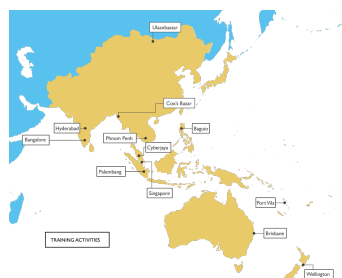 Ulaanbaatar
Cox's Bazar
Hyderabad
Baguio
Bangalore
Phnom Penh
Cyberjaya
Palembang
Singapore
Port Vila
Brisbane
TRAINING ACTIVITIES
Wellington